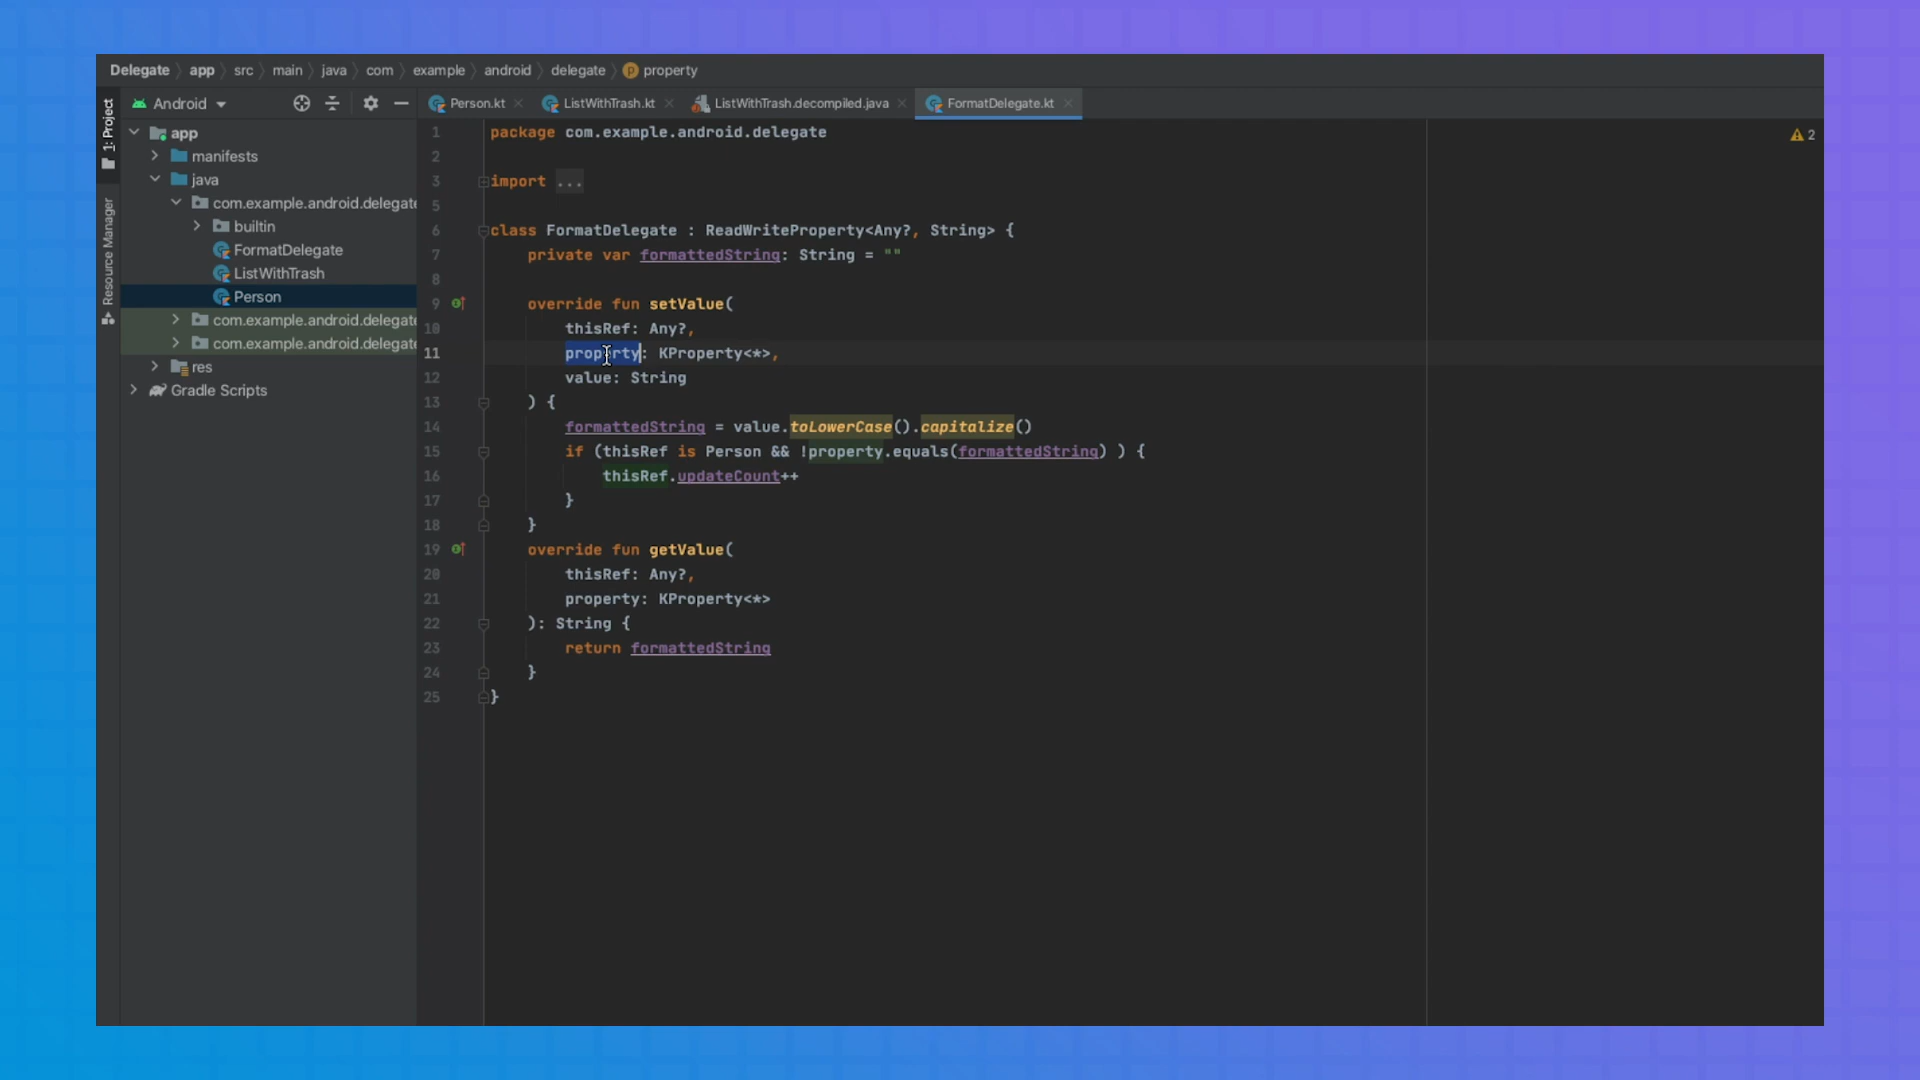 Delegate app src main java com example android delegate property
1: Project
Resource Manager
Android
Person.kt
ListWithTrash.kt
ListWithTrash.decompiled.java
FormatDelegate.kt
app
manifests
java
com.example.android.delegate
builtin
FormatDelegate
ListWithTrash
Person
com.example.android.delegat
com.example.android.delegat
res
Gradle Scripts
2
1 package com.example.android.delegate
2
3 import ...
5
6 class FormatDelegate : ReadWriteProperty<Any?, String> {
7 private var formattedString: String = ""
8
9 override fun setValue(
10 thisRef: Any?,
11 property: KProperty<*>,
12 value: String
13 ) {
14 formattedString = value.toLowerCase().capitalize()
15 if (thisRef is Person && !property.equals(formattedString) ) {
16 thisRef.updateCount++
17 }
18 }
19 override fun getValue(
20 thisRef: Any?,
21 property: KProperty<*>
22 ): String {
23 return formattedString
24 }
25 }